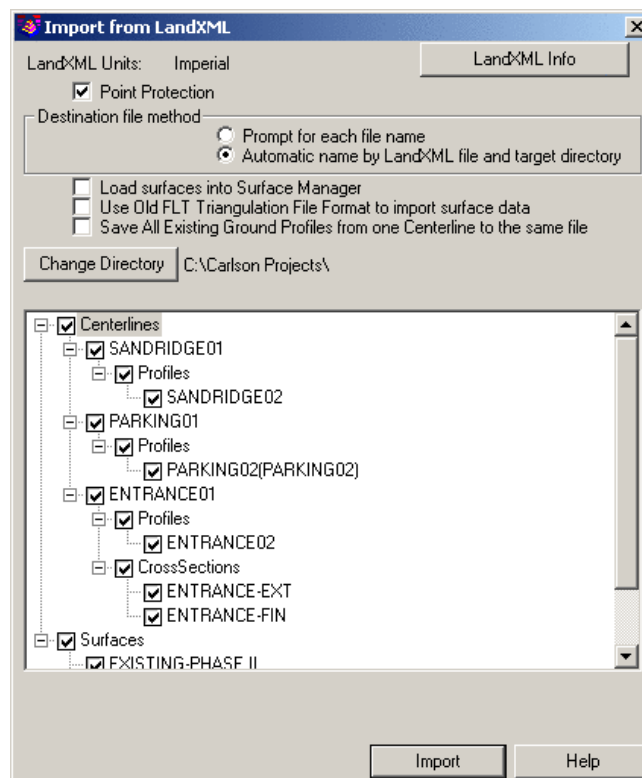 Import from LandXML
LandXML Units: Imperial
LandXML Info
Point Protection
Destination file method
Prompt for each file name
Automatic name by LandXML file and target directory
Load surfaces into Surface Manager
Use Old FLT Triangulation File Format to import surface data
Save All Existing Ground Profiles from one Centerline to the same file
Change Directory C:\Carlson Projects\
Centerlines
SANDRIDGE01
Profiles
SANDRIDGE02
PARKING01
Profiles
PARKING02(PARKING02)
ENTRANCE01
Profiles
ENTRANCE02
CrossSections
ENTRANCE-EXT
ENTRANCE-FIN
Surfaces
EXISTING-PHASE II
Import Help